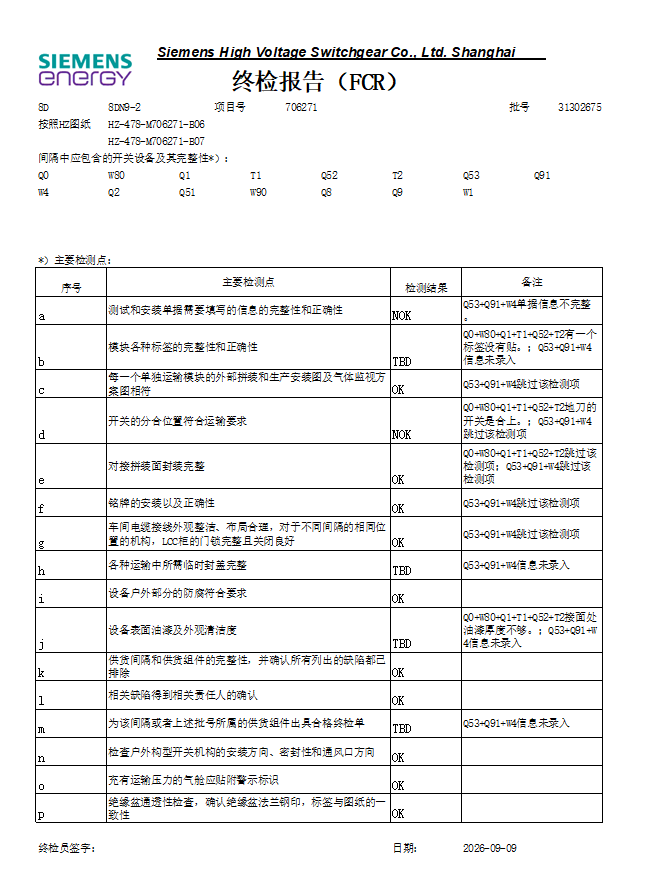 SIEMENS
energy
Siemens High Voltage Switchgear Co., Ltd. Shanghai
终检报告（FCR）
SD SDN9-2 项目号 706271 批号 31302675
按照HZ图纸 HZ-478-M706271-B06
HZ-478-M706271-B07
间隔中应包含的开关设备及其完整性*）：
Q0 W80 Q1 T1 Q52 T2 Q53 Q91
W4 Q2 Q51 W90 Q8 Q9 W1
*）主要检测点：
序号 主要检测点 检测结果 备注
a 测试和安装单据需要填写的信息的完整性和正确性 NOK Q53+Q91+W4单据信息不完整
。
b 模块各种标签的完整性和正确性 TBD Q0+W80+Q1+T1+Q52+T2有一个
标签没有贴。；Q53+Q91+W4
信息未录入
c 每一个单独运输模块的外部拼装和生产安装图及气体监视方
案图相符 OK Q53+Q91+W4跳过该检测项
d 开关的分合位置符合运输要求 NOK Q0+W80+Q1+T1+Q52+T2地刀的
开关是合上。；Q53+Q91+W4
跳过该检测项
e 对接拼装面封装完整 OK Q0+W80+Q1+T1+Q52+T2跳过该
检测项；Q53+Q91+W4跳过该
检测项
f 铭牌的安装以及正确性 OK Q53+Q91+W4跳过该检测项
g 车间电缆接线外观整洁、布局合理，对于不同间隔的相同位
置的机构，LCC柜的门锁完整且关闭良好 OK Q53+Q91+W4跳过该检测项
h 各种运输中所需临时封盖完整 TBD Q53+Q91+W4信息未录入
i 设备户外部分的防腐符合要求 OK
j 设备表面油漆及外观清洁度 TBD Q0+W80+Q1+T1+Q52+T2接面处
油漆厚度不够。；Q53+Q91+W
4信息未录入
k 供货间隔和供货组件的完整性，并确认所有列出的缺陷都已
排除 OK
l 相关缺陷得到相关责任人的确认 OK
m 为该间隔或者上述批号所属的供货组件出具合格终检单 TBD Q53+Q91+W4信息未录入
n 检查户外构型开关机构的安装方向、密封性和通风口方向 OK
o 充有运输压力的气舱应贴附警示标识 OK
p 绝缘盆通透性检查，确认绝缘盆法兰钢印，标签与图纸的一
致性 OK
终检员签字： 日期： 2026-09-09